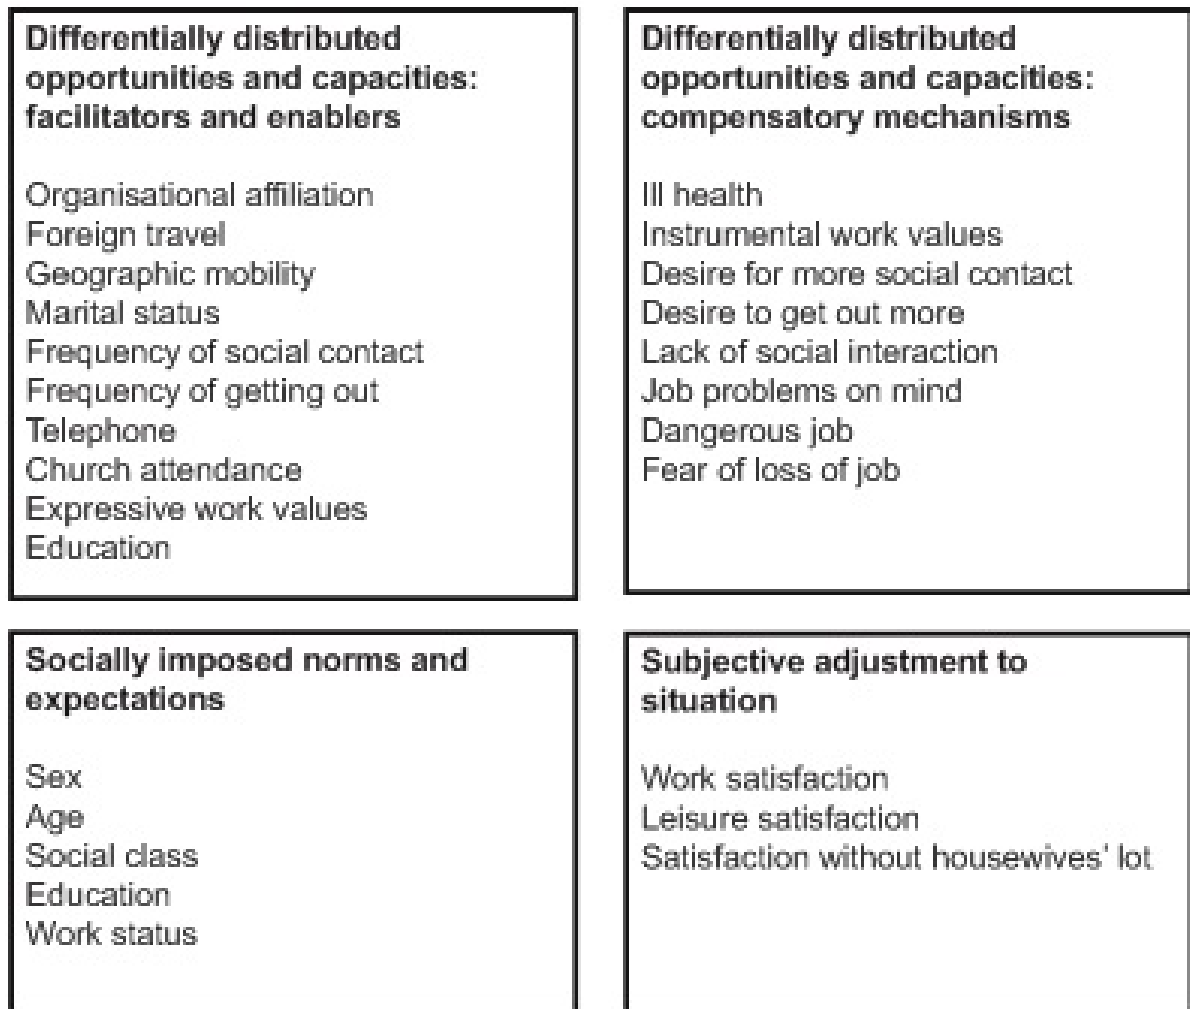 Differentially distributed
opportunities and capacities:
facilitators and enablers
Organisational affiliation
Foreign travel
Geographic mobility
Marital status
Frequency of social contact
Frequency of getting out
Telephone
Church attendance
Expressive work values
Education
Differentially distributed
opportunities and capacities:
compensatory mechanisms
Ill health
Instrumental work values
Desire for more social contact
Desire to get out more
Lack of social interaction
Job problems on mind
Dangerous job
Fear of loss of job
Socially imposed norms and
expectations
Sex
Age
Social class
Education
Work status
Subjective adjustment to
situation
Work satisfaction
Leisure satisfaction
Satisfaction without housewives' lot